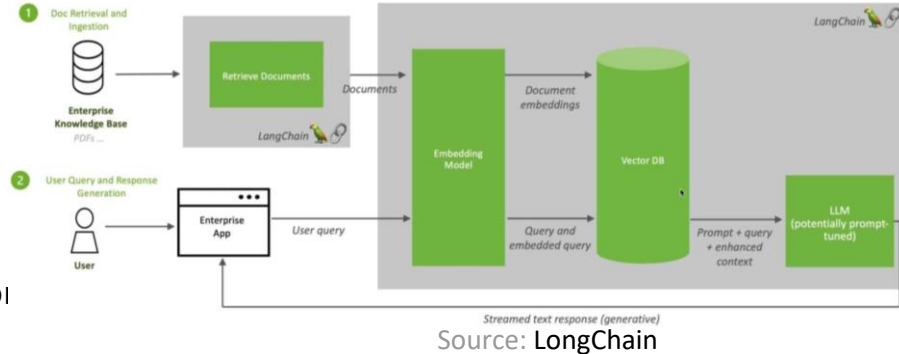 1
Doc Retrieval and
Ingestion
Enterprise
Knowledge Base
PDFs ...
Retrieve Documents
LangChain
Documents
LangChain
Embedding
Model
Document
embeddings
Vector DB
2
User Query and Response
Generation
User
Enterprise
App
User query
Query and
embedded query
Prompt + query
+ enhanced
context
LLM
(potentially prompt-
tuned)
Streamed text response (generative)
Source: LongChain